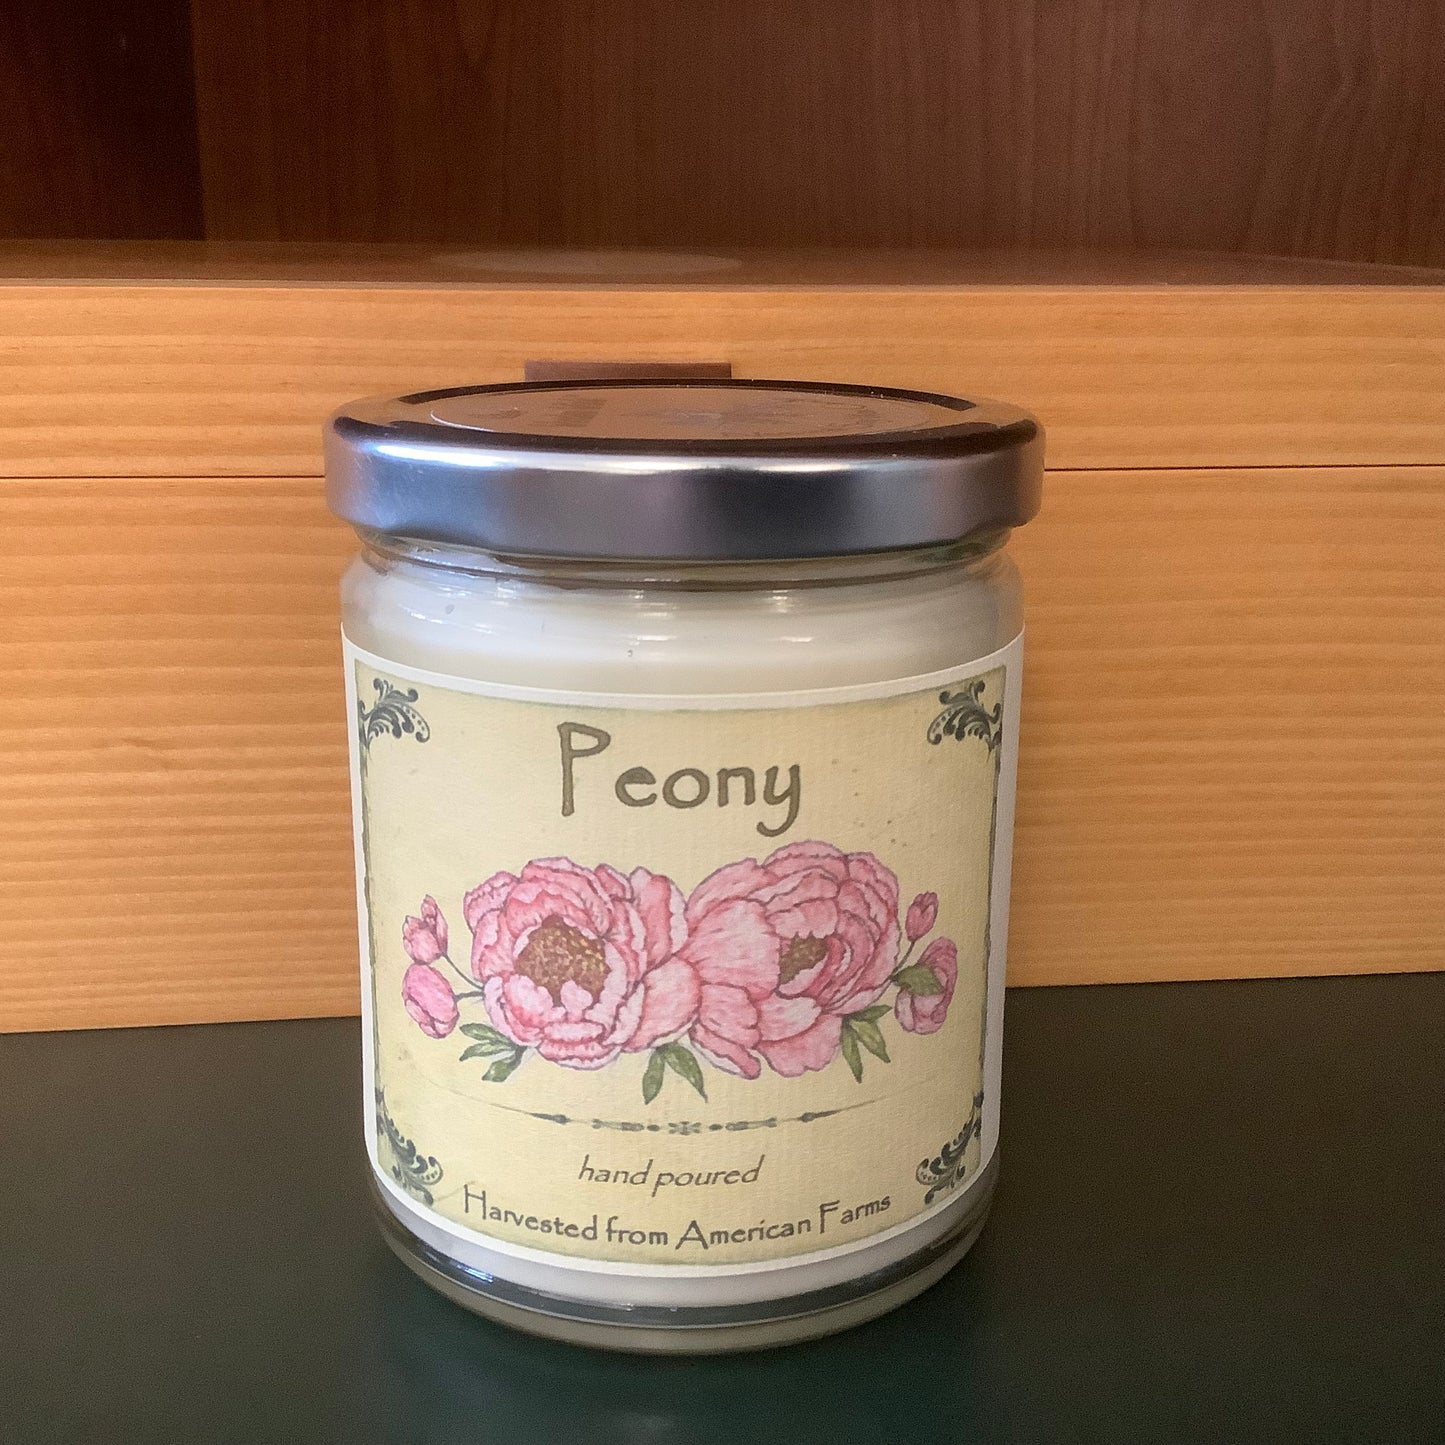 Peony
hand poured
Harvested from American Farms